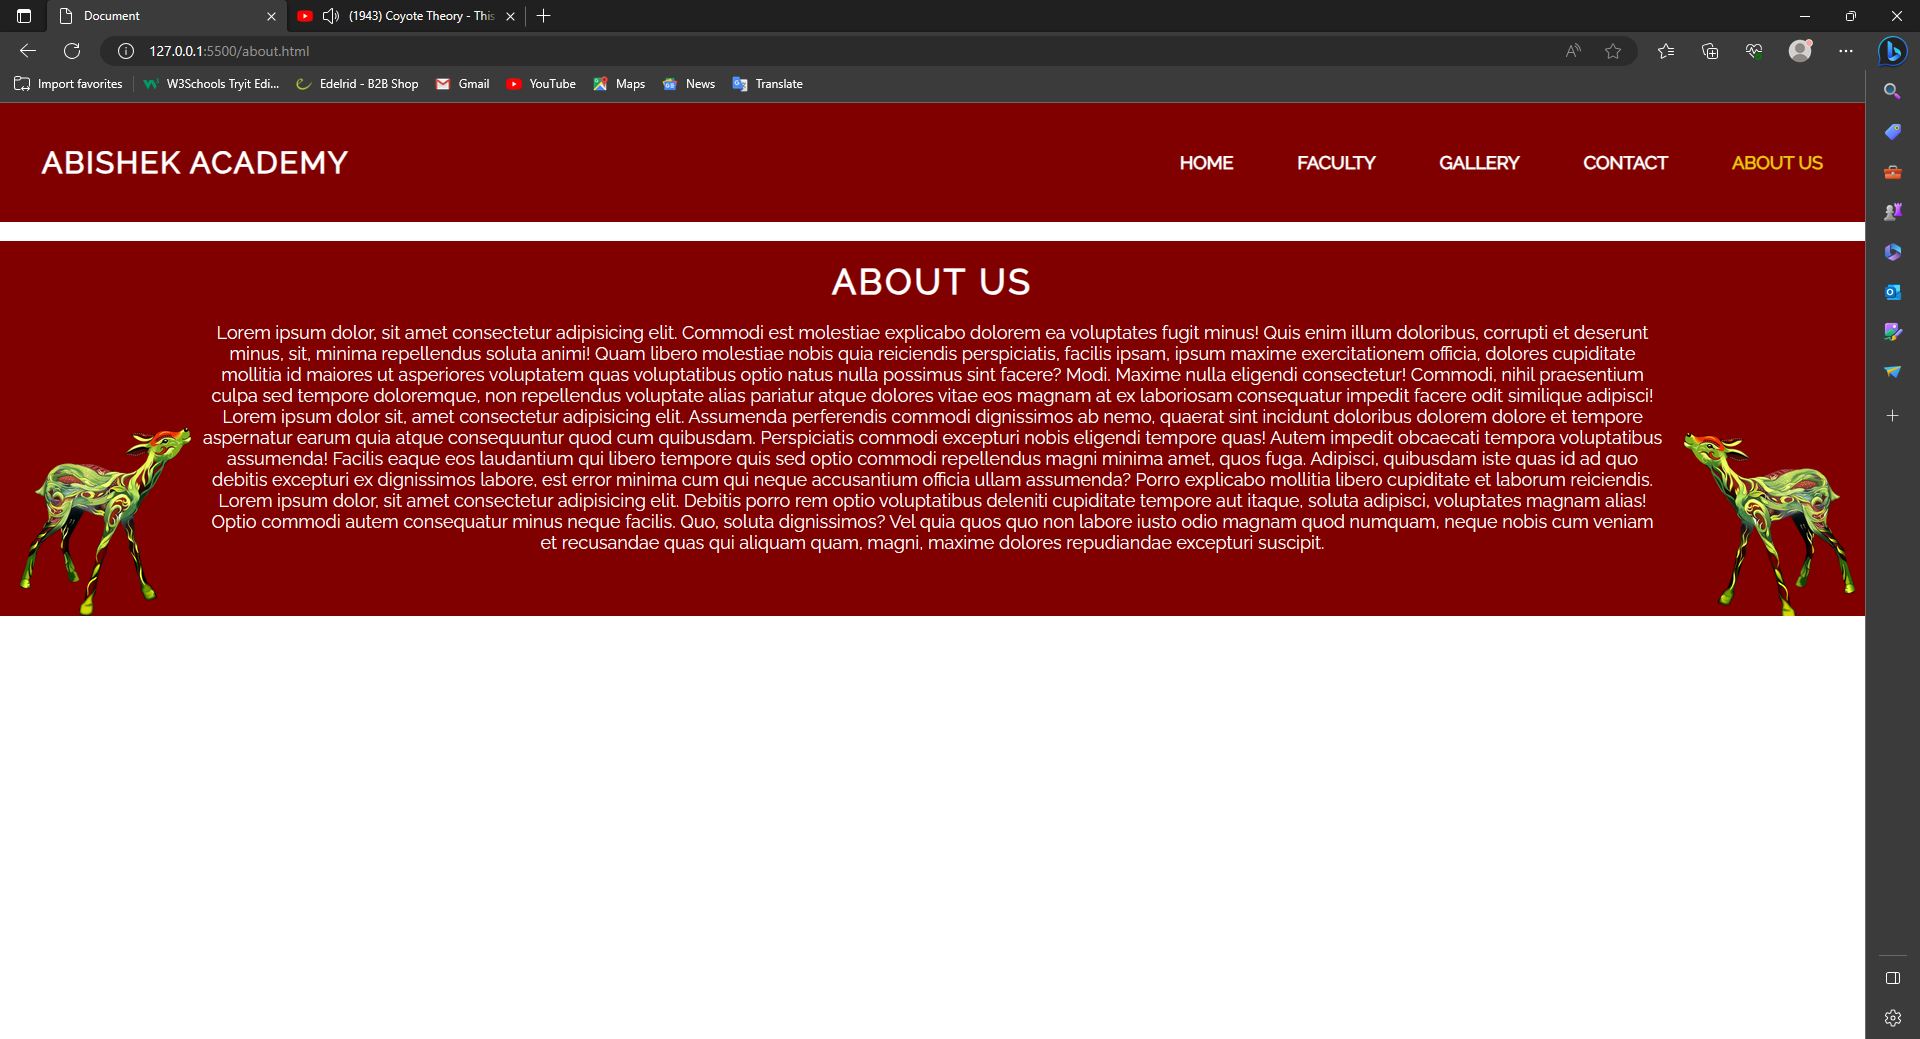 Document
(1943) Coyote Theory - This
127.0.0.1:5500/about.html
Import favorites
W3Schools Tryit Edi...
Edelrid - B2B Shop
Gmail
YouTube
Maps
News
Translate
ABISHEK ACADEMY
HOME
FACULTY
GALLERY
CONTACT
ABOUT US
ABOUT US
Lorem ipsum dolor, sit amet consectetur adipisicing elit. Commodi est molestiae explicabo dolorem ea voluptates fugit minus! Quis enim illum doloribus, corrupti et deserunt
minus, sit, minima repellendus soluta animi! Quam libero molestiae nobis quia reiciendis perspiciatis, facilis ipsam, ipsum maxime exercitationem officia, dolores cupiditate
mollitia id maiores ut asperiores voluptatem quas voluptatibus optio natus nulla possimus sint facere? Modi. Maxime nulla eligendi consectetur! Commodi, nihil praesentium
culpa sed tempore doloremque, non repellendus voluptate alias pariatur atque dolores vitae eos magnam at ex laboriosam consequatur impedit facere odit similique adipisci!
Lorem ipsum dolor sit, amet consectetur adipisicing elit. Assumenda perferendis commodi dignissimos ab nemo, quaerat sint incidunt doloribus dolorem dolore et tempore
aspernatur earum quia atque consequuntur quod cum quibusdam. Perspiciatis commodi excepturi nobis eligendi tempore quas! Autem impedit obcaecati tempora voluptatibus
assumenda! Facilis eaque eos laudantium qui libero tempore quis sed optio commodi repellendus magni minima amet, quos fuga. Adipisci, quibusdam iste quas id ad quo
debitis excepturi ex dignissimos labore, est error minima cum qui neque accusantium officia ullam assumenda? Porro explicabo mollitia libero cupiditate et laborum reiciendis.
Lorem ipsum dolor, sit amet consectetur adipisicing elit. Debitis porro rem optio voluptatibus deleniti cupiditate tempore aut itaque, soluta adipisci, voluptates magnam alias!
Optio commodi autem consequatur minus neque facilis. Quo, soluta dignissimos? Vel quia quos quo non labore iusto odio magnam quod numquam, neque nobis cum veniam
et recusandae quas qui aliquam quam, magni, maxime dolores repudiandae excepturi suscipit.